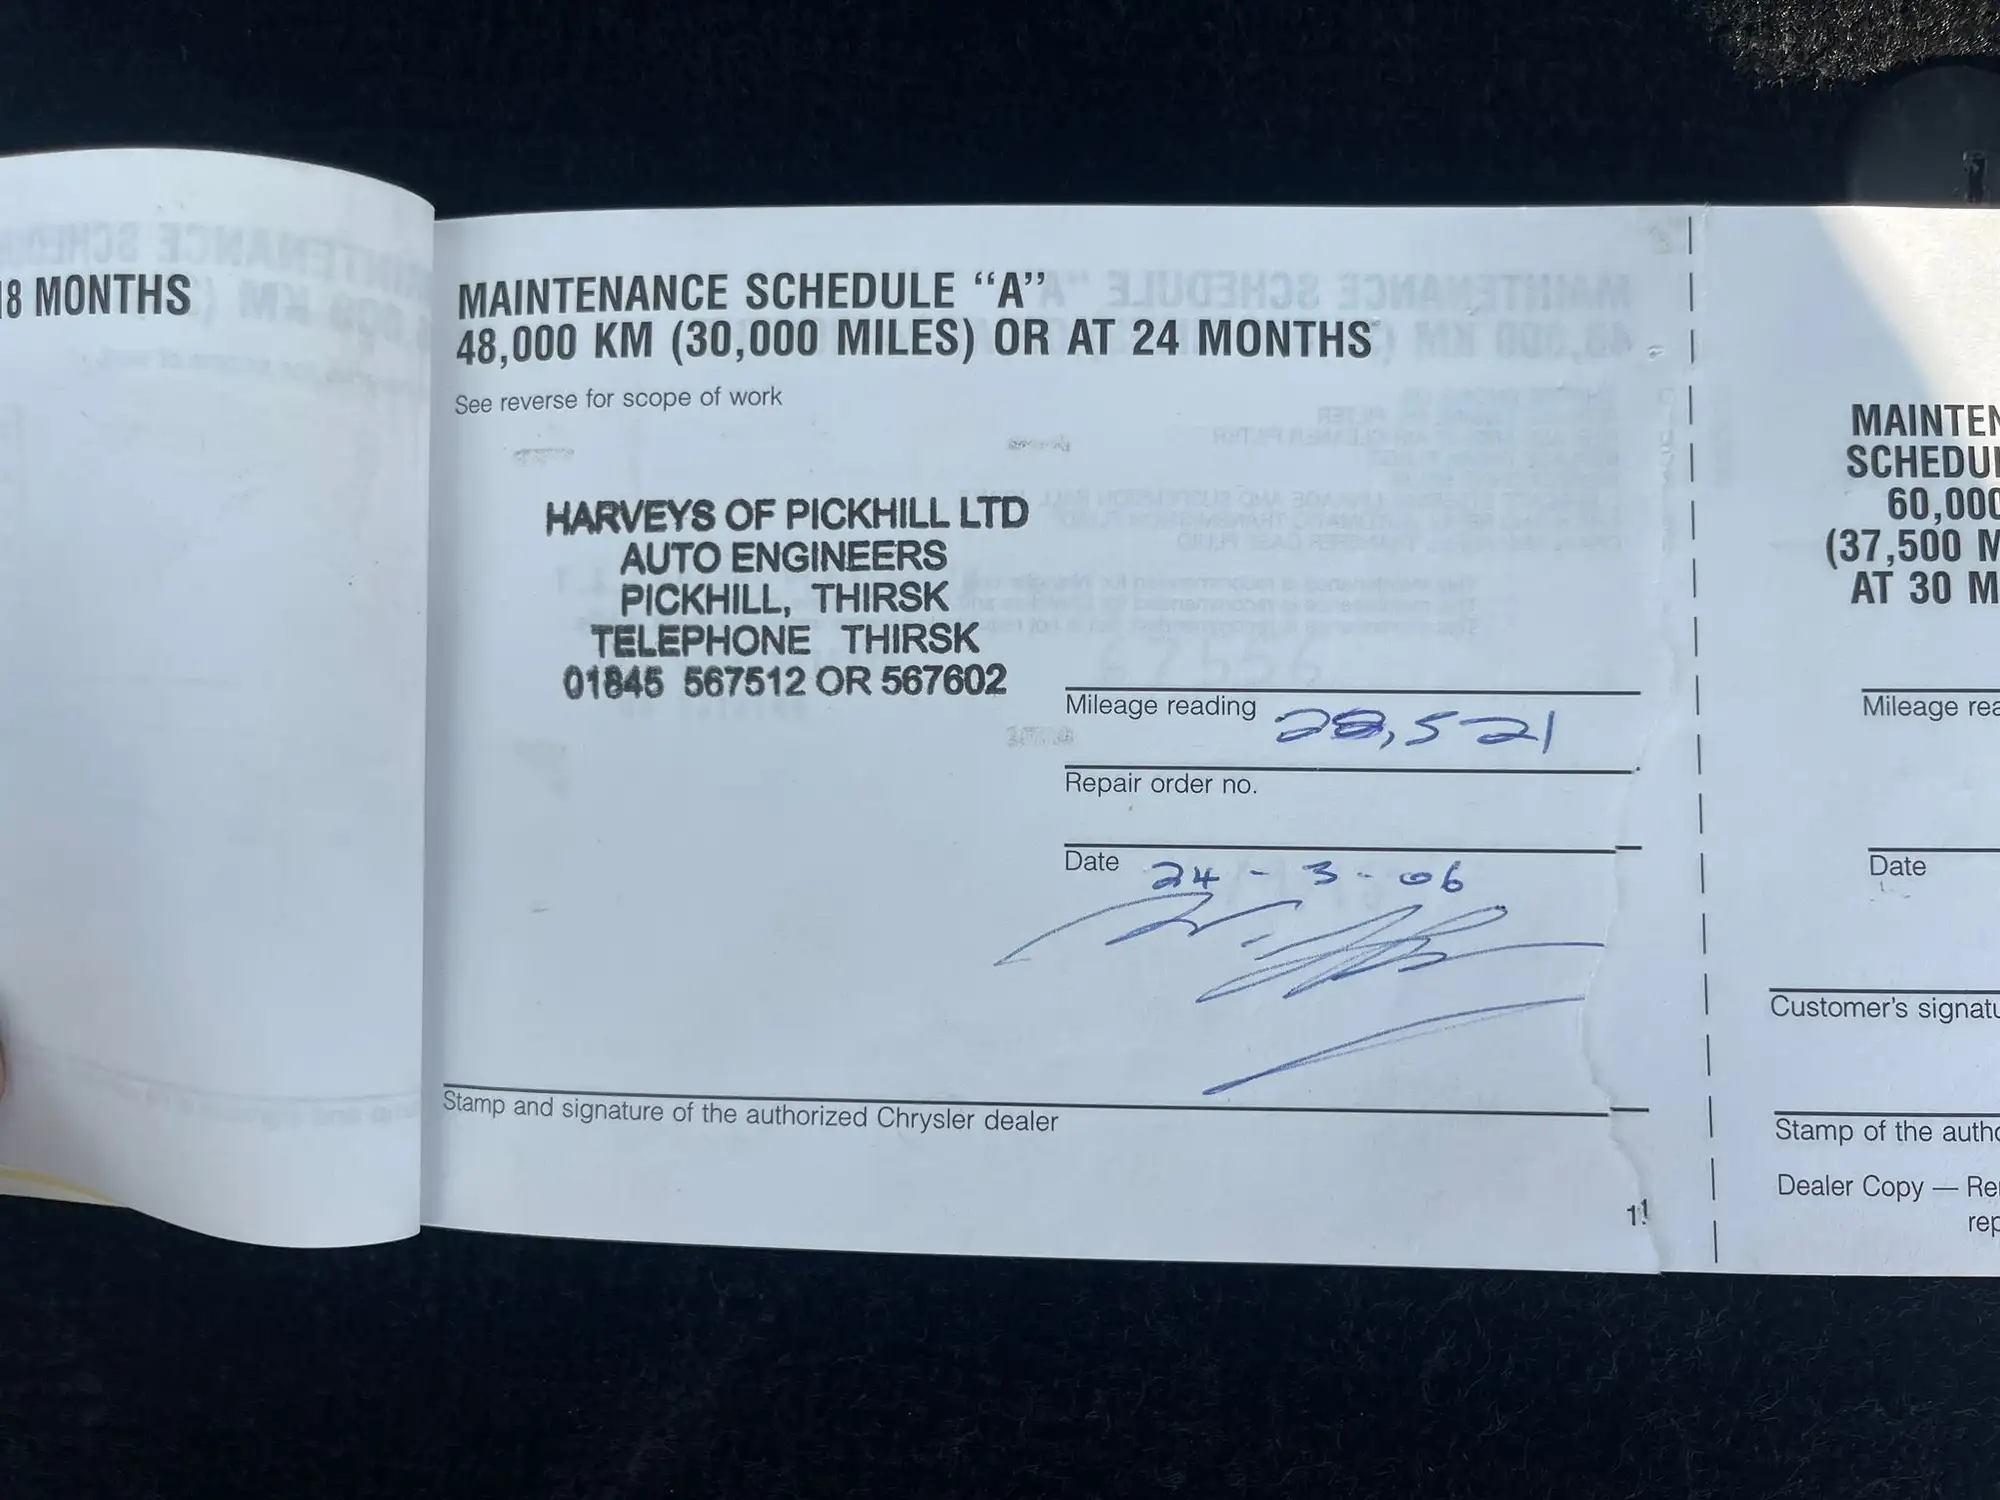 18 MONTHS
MAINTENANCE SCHEDULE “A”
48,000 KM (30,000 MILES) OR AT 24 MONTHS
See reverse for scope of work
HARVEYS OF PICKHILL LTD
AUTO ENGINEERS
PICKHILL, THIRSK
TELEPHONE THIRSK
01845 567512 OR 567602
Mileage reading 28,521
Repair order no.
Date 24-3-06
Stamp and signature of the authorized Chrysler dealer
11
MAINTEN
SCHEDU
60,000
(37,500 M
AT 30 M
Mileage rea
Date
Customer's signatu
Stamp of the autho
Dealer Copy — Re
rep